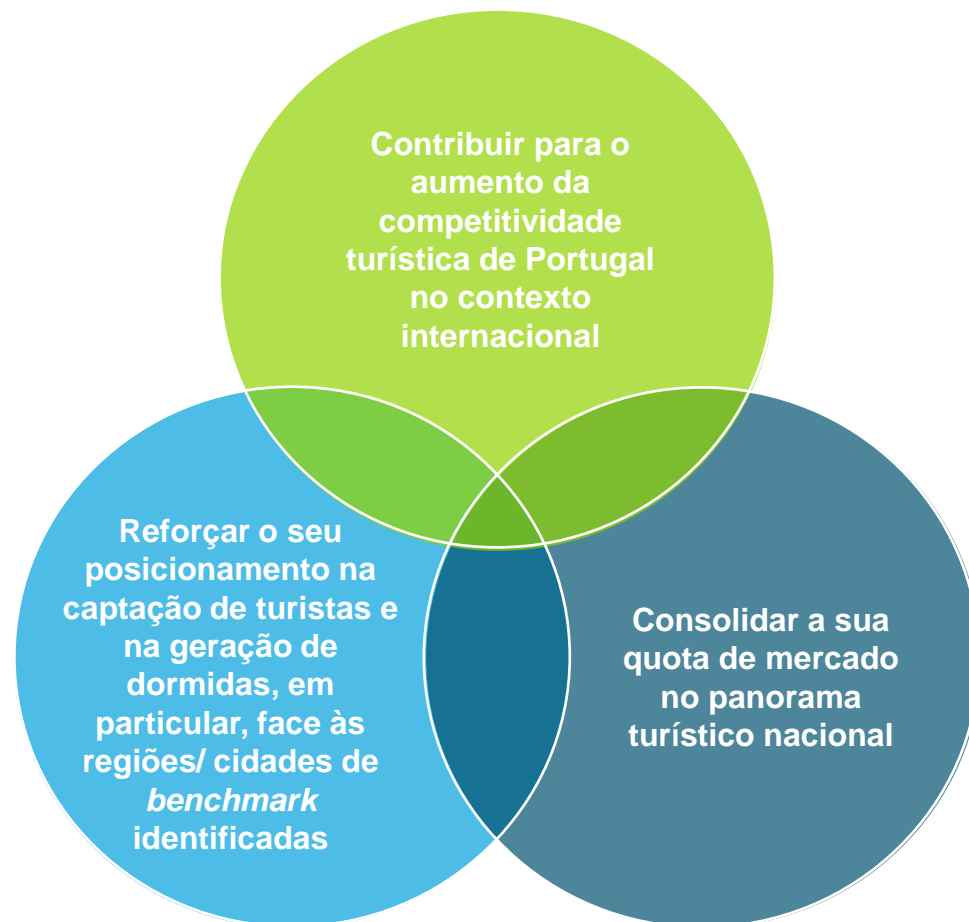 Contribuir para o
aumento da
competitividade
turística de Portugal
no contexto
internacional
Reforçar o seu
posicionamento na
captação de turistas e
na geração de
dormidas, em
particular, face às
regiões/ cidades de
benchmark
identificadas
Consolidar a sua
quota de mercado
no panorama
turístico nacional